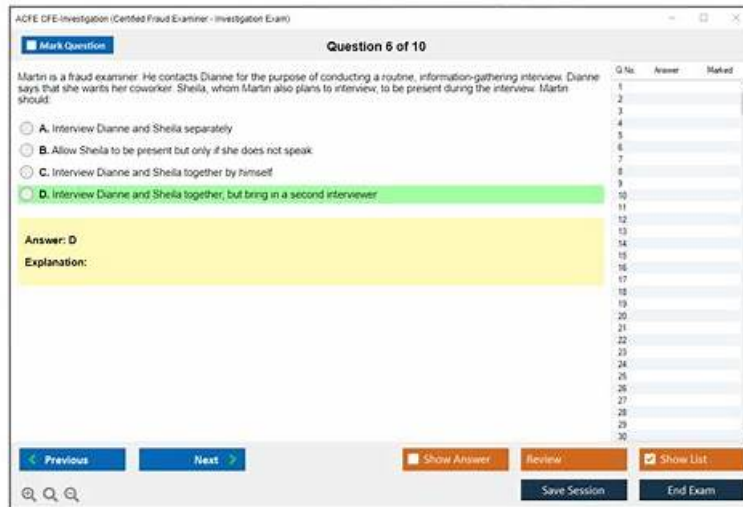 ACFE CFE-Investigation (Certified Fraud Examiner - Investigation Exam)
Mark Question
Question 6 of 10
Martin is a fraud examiner. He contacts Dianne for the purpose of conducting a routine, information-gathering interview. Dianne
says that she wants her coworker. Sheila, whom Martin also plans to interview, to be present during the interview. Martin
should:
A. Interview Dianne and Sheila separately
B. Allow Sheila to be present but only if she does not speak
C. Interview Dianne and Sheila together by himself
D. Interview Dianne and Sheila together, but bring in a second interviewer
Answer: D
Explanation:
Q No. Answer Marked
1
2
3
4
5
6
7
8
9
10
11
12
13
14
15
16
17
18
19
20
21
22
23
24
25
26
27
28
29
30
Previous
Next
Show Answer
Review
Show List
Save Session
End Exam